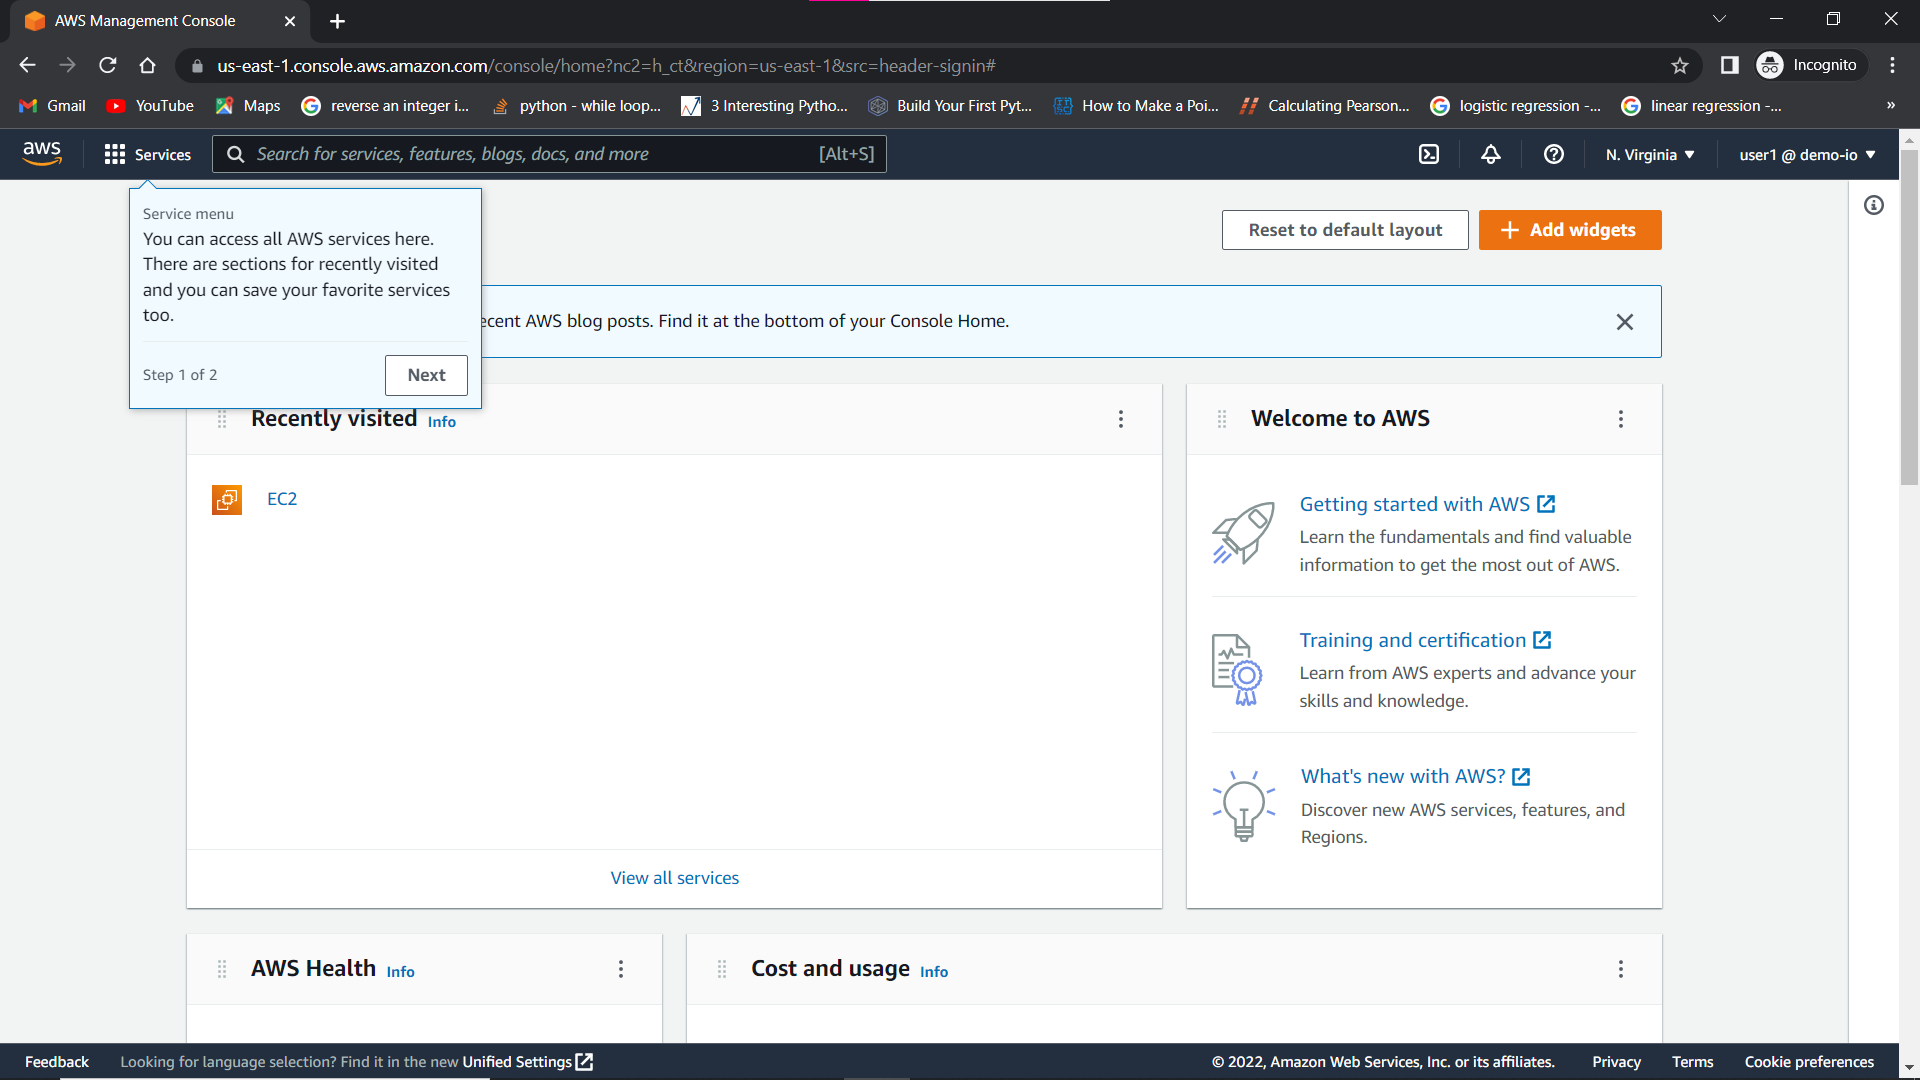 AWS Management Console
us-east-1.console.aws.amazon.com/console/home?nc2=h_ct&region=us-east-1&src=header-signin#
Incognito
Gmail
YouTube
Maps
reverse an integer i...
python - while loop...
3 Interesting Pytho...
Build Your First Pyt...
How to Make a Poi...
Calculating Pearson...
logistic regression -...
linear regression -...
»
aws
Services
Search for services, features, blogs, docs, and more
[Alt+S]
N. Virginia
user1 @ demo-io
Service menu
You can access all AWS services here.
There are sections for recently visited
and you can save your favorite services
too.
Step 1 of 2
Next
Reset to default layout
Add widgets
ecent AWS blog posts. Find it at the bottom of your Console Home.
Recently visited Info
EC2
View all services
Welcome to AWS
Getting started with AWS
Learn the fundamentals and find valuable
information to get the most out of AWS.
Training and certification
Learn from AWS experts and advance your
skills and knowledge.
What's new with AWS?
Discover new AWS services, features, and
Regions.
AWS Health Info
Cost and usage Info
Feedback
Looking for language selection? Find it in the new Unified Settings
© 2022, Amazon Web Services, Inc. or its affiliates.
Privacy
Terms
Cookie preferences